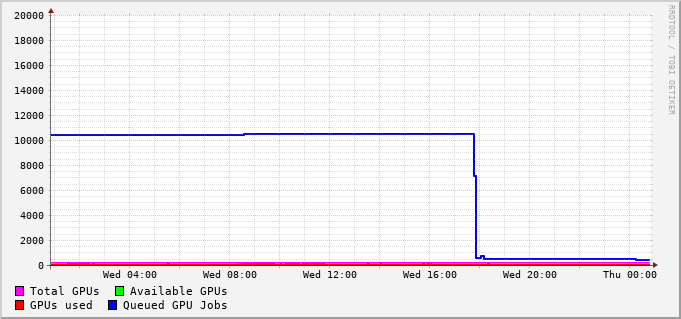 20000
18000
16000
14000
12000
10000
8000
6000
4000
2000
0
Wed 04:00 Wed 08:00 Wed 12:00 Wed 16:00 Wed 20:00 Thu 00:00
Total GPUs Available GPUs
GPUs used Queued GPU Jobs
RRDTOOL / TOBI OETIKER